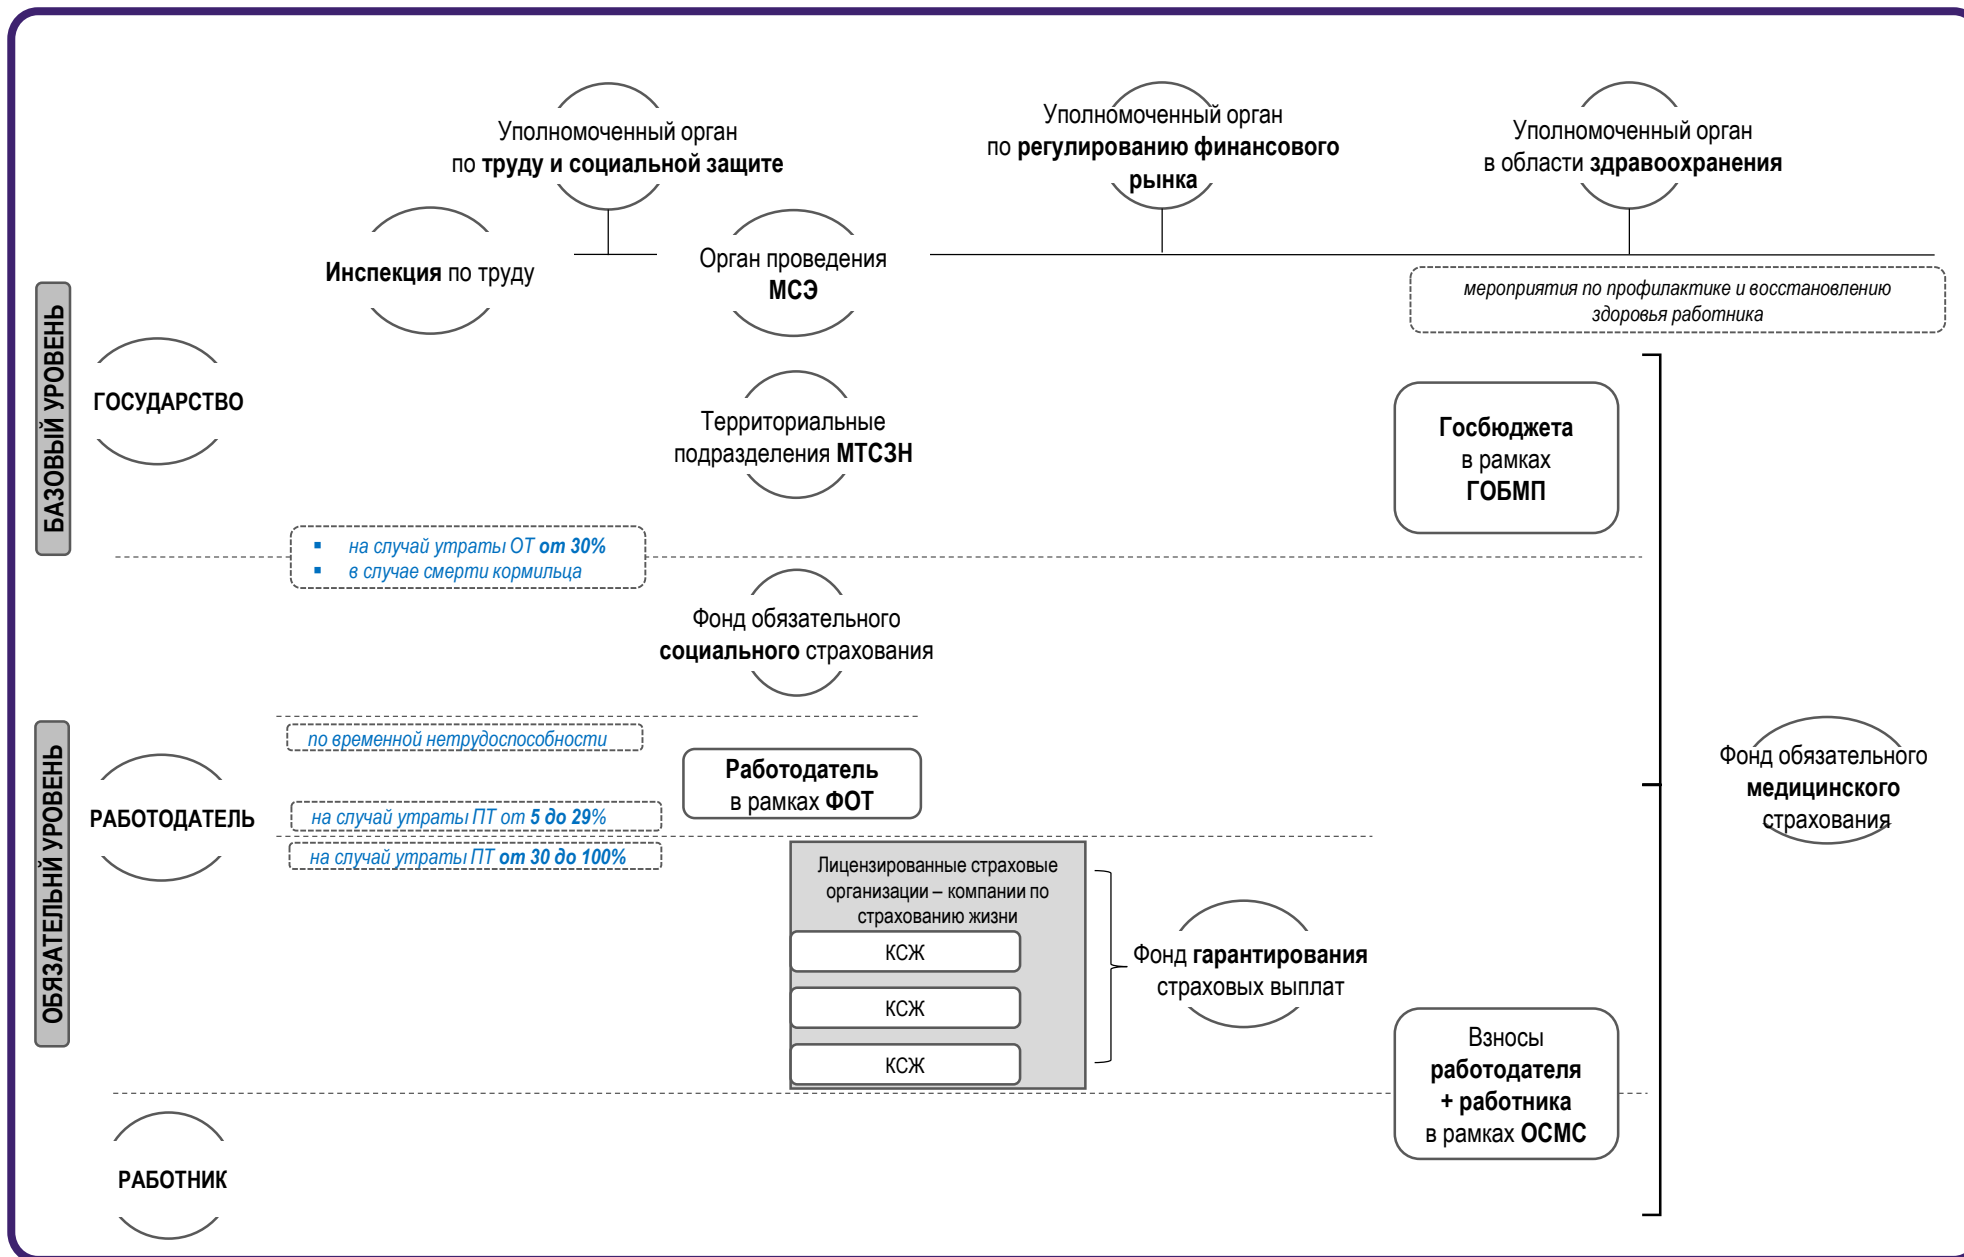 Уполномоченный орган
по труду и социальной защите
Уполномоченный орган
по регулированию финансового
рынка
Уполномоченный орган
в области здравоохранения
Инспекция по труду
Орган проведения
МСЭ
мероприятия по профилактике и восстановлению
здоровья работника
БАЗОВЫЙ УРОВЕНЬ
ГОСУДАРСТВО
Территориальные
подразделения МТСЗН
Госбюджета
в рамках
ГОБМП
▪ на случай утраты ОТ от 30%
▪ в случае смерти кормильца
Фонд обязательного
социального страхования
ОБЯЗАТЕЛЬНЙ УРОВЕНЬ
РАБОТОДАТЕЛЬ
по временной нетрудоспособности
Работодатель
в рамках ФОТ
на случай утраты ПТ от 5 до 29%
на случай утраты ПТ от 30 до 100%
Фонд обязательного
медицинского
страхования
Лицензированные страховые
организации – компании по
страхованию жизни
КСЖ
КСЖ
КСЖ
Фонд гарантирования
страховых выплат
Взносы
работодателя
+ работника
в рамках ОСМС
РАБОТНИК